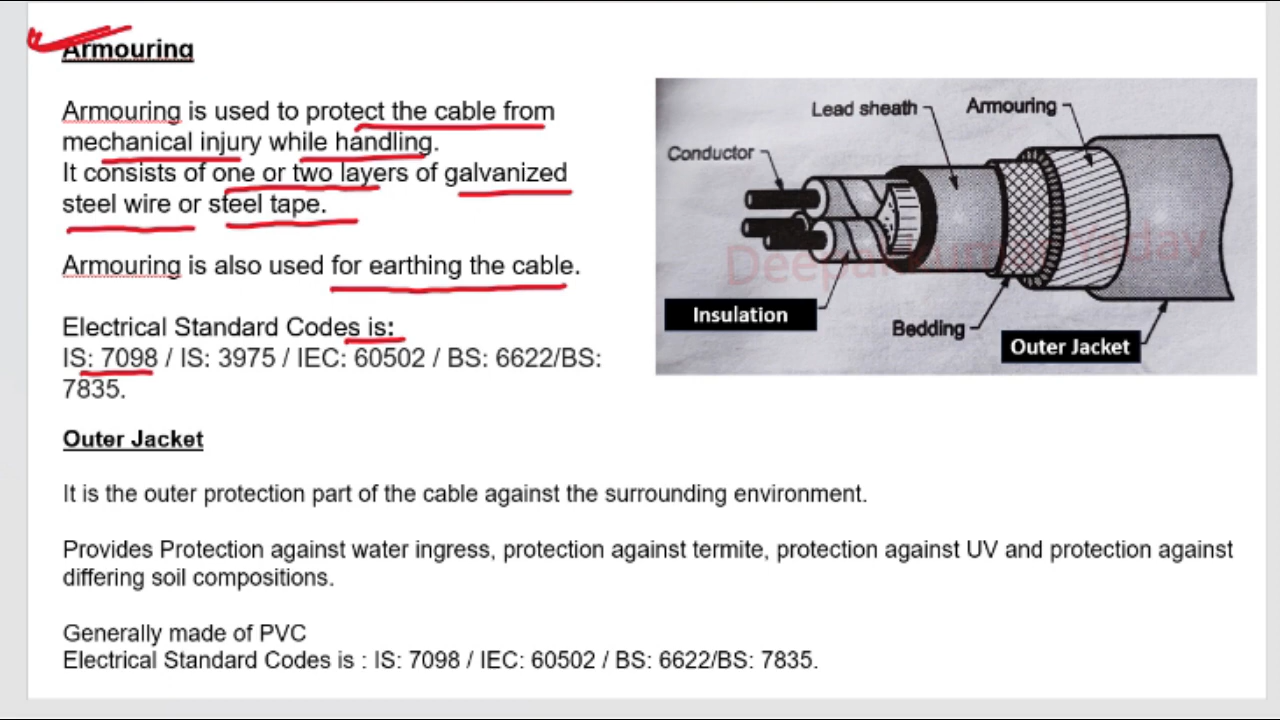 Armouring
Armouring is used to protect the cable from
mechanical injury while handling.
It consists of one or two layers of galvanized
steel wire or steel tape.
Armouring is also used for earthing the cable.
Electrical Standard Codes is:
IS: 7098 / IS: 3975 / IEC: 60502 / BS: 6622/BS:
7835.
Lead sheath
Armouring
Conductor
Insulation
Bedding
Outer Jacket
Outer Jacket
It is the outer protection part of the cable against the surrounding environment.
Provides Protection against water ingress, protection against termite, protection against UV and protection against
differing soil compositions.
Generally made of PVC
Electrical Standard Codes is : IS: 7098 / IEC: 60502 / BS: 6622/BS: 7835.